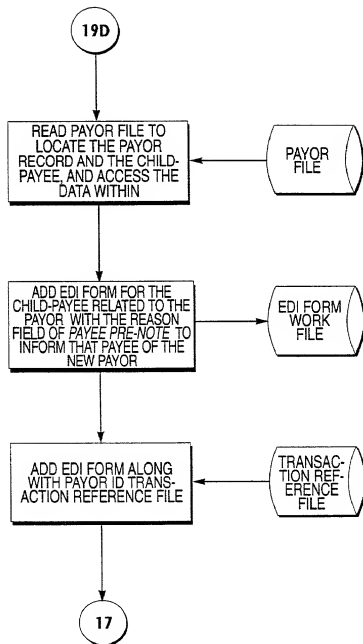 19D
READ PAYOR FILE TO
LOCATE THE PAYOR
RECORD AND THE CHILD-
PAYEE, AND ACCESS THE
DATA WITHIN
PAYOR
FILE
ADD EDI FORM FOR THE
CHILD-PAYEE RELATED TO THE
PAYOR WITH THE REASON
FIELD OF PAYEE PRE-NOTE TO
INFORM THAT PAYEE OF THE
NEW PAYOR
EDI FORM
WORK
FILE
ADD EDI FORM ALONG
WITH PAYOR ID TRANS-
ACTION REFERENCE FILE
TRANSAC-
TION REF-
ERENCE
FILE
17